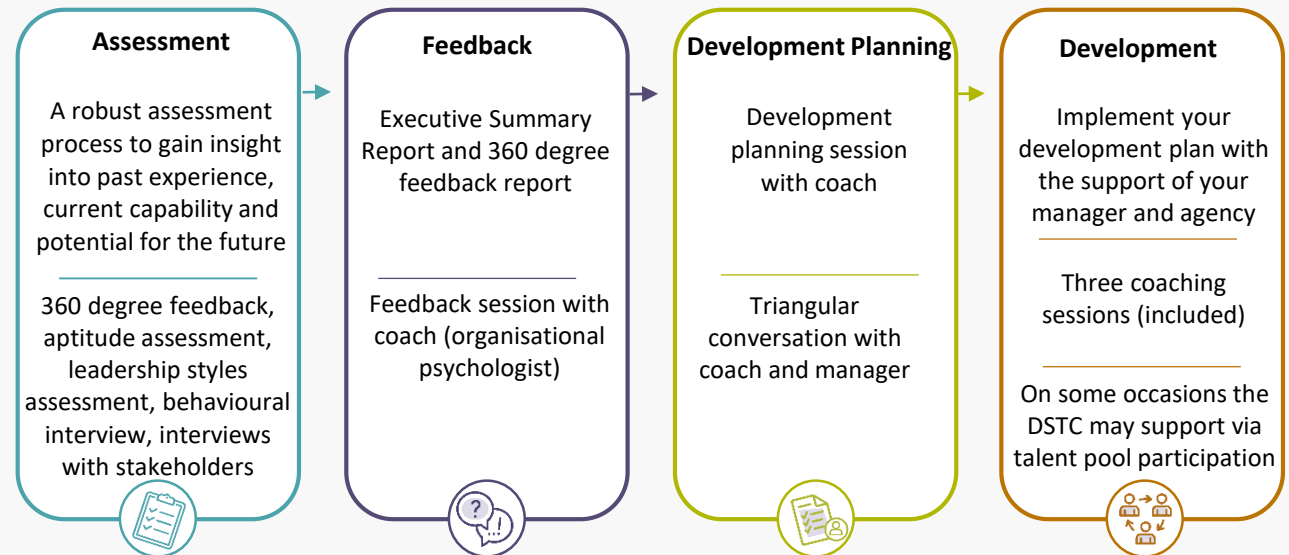 Assessment
A robust assessment
process to gain insight
into past experience,
current capability and
potential for the future
360 degree feedback,
aptitude assessment,
leadership styles
assessment, behavioural
interview, interviews
with stakeholders
Feedback
Executive Summary
Report and 360 degree
feedback report
Feedback session with
coach (organisational
psychologist)
? !
Development Planning
Development
planning session
with coach
Triangular
conversation with
coach and manager
Development
Implement your
development plan with
the support of your
manager and agency
Three coaching
sessions (included)
On some occasions the
DSTC may support via
talent pool participation